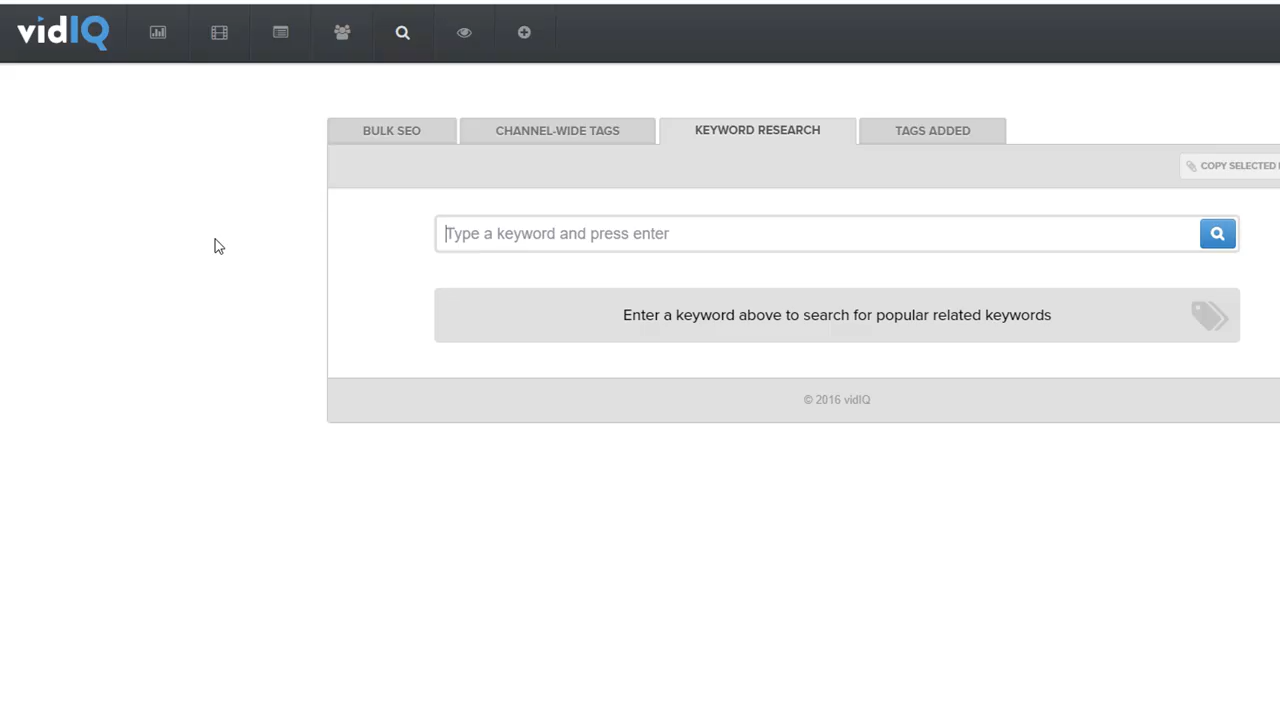 vidIQ
BULK SEO
CHANNEL-WIDE TAGS
KEYWORD RESEARCH
TAGS ADDED
COPY SELECTED
Type a keyword and press enter
Enter a keyword above to search for popular related keywords
© 2016 vidIQ